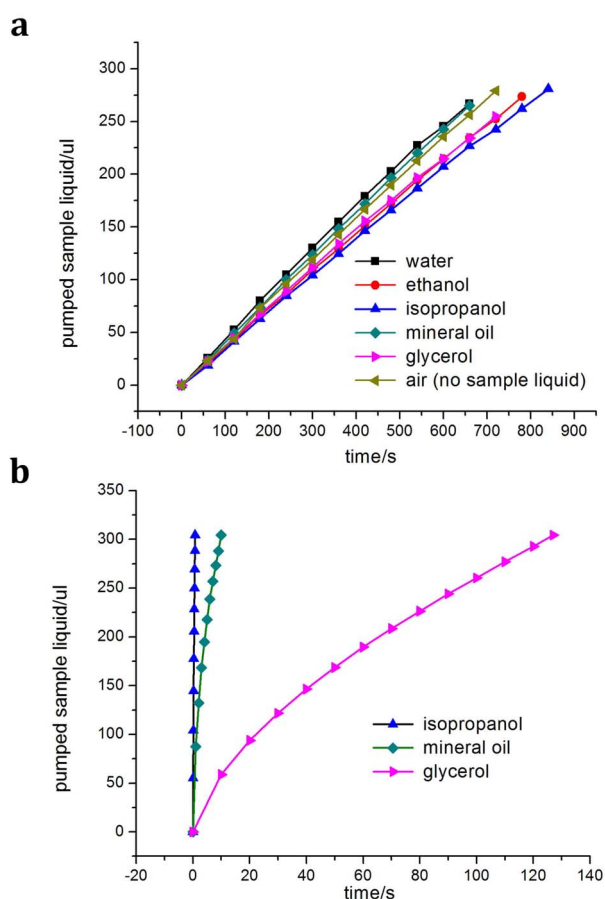 a
300
250
200
150
100
50
0
pumped sample liquid/ul
water
ethanol
isopropanol
mineral oil
glycerol
air (no sample liquid)
-100 0 100 200 300 400 500 600 700 800 900
time/s
b
350
300
250
200
150
100
50
0
pumped sample liquid/ul
isopropanol
mineral oil
glycerol
-20 0 20 40 60 80 100 120 140
time/s